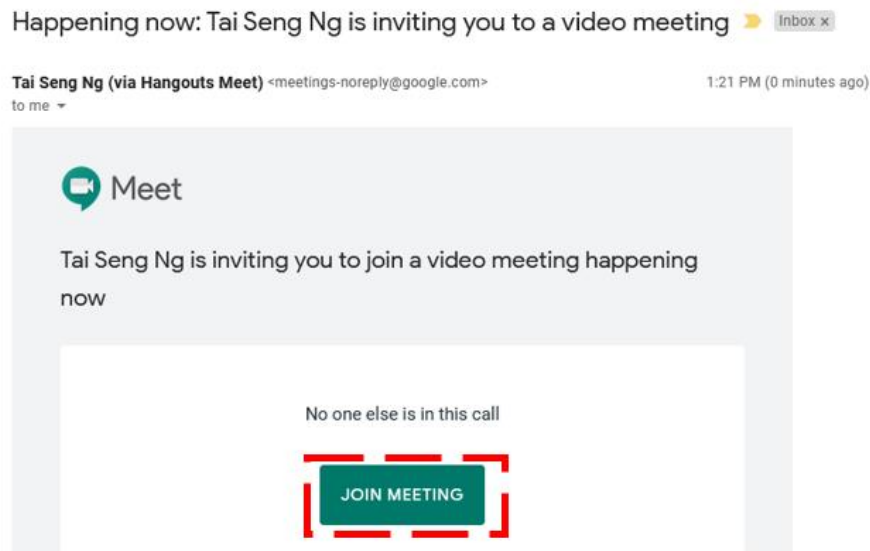 Happening now: Tai Seng Ng is inviting you to a video meeting Inbox x
Tai Seng Ng (via Hangouts Meet) <meetings-noreply@google.com> 1:21 PM (0 minutes ago)
to me
Meet
Tai Seng Ng is inviting you to join a video meeting happening
now
No one else is in this call
JOIN MEETING